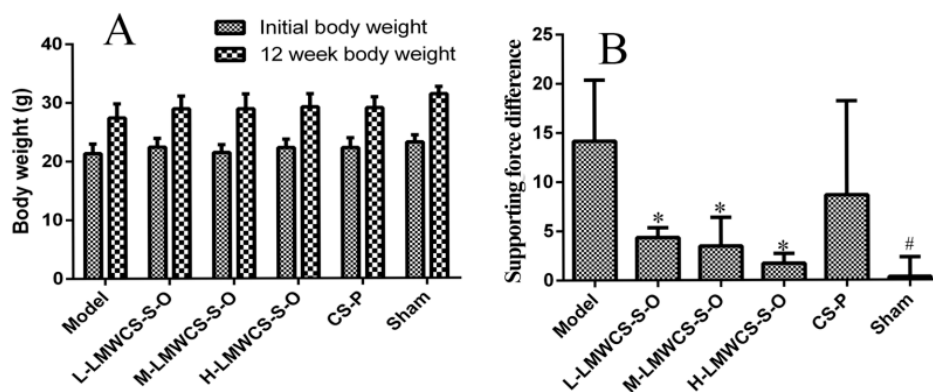 A
Initial body weight
12 week body weight
Body weight (g)
40
30
20
10
0
Model
L-LMWCS-S-O
M-LMWCS-S-O
H-LMWCS-S-O
CS-P
Sham
B
Supporting force difference
25
20
15
10
5
0
*
*
*
#
Model
L-LMWCS-S-O
M-LMWCS-S-O
H-LMWCS-S-O
CS-P
Sham